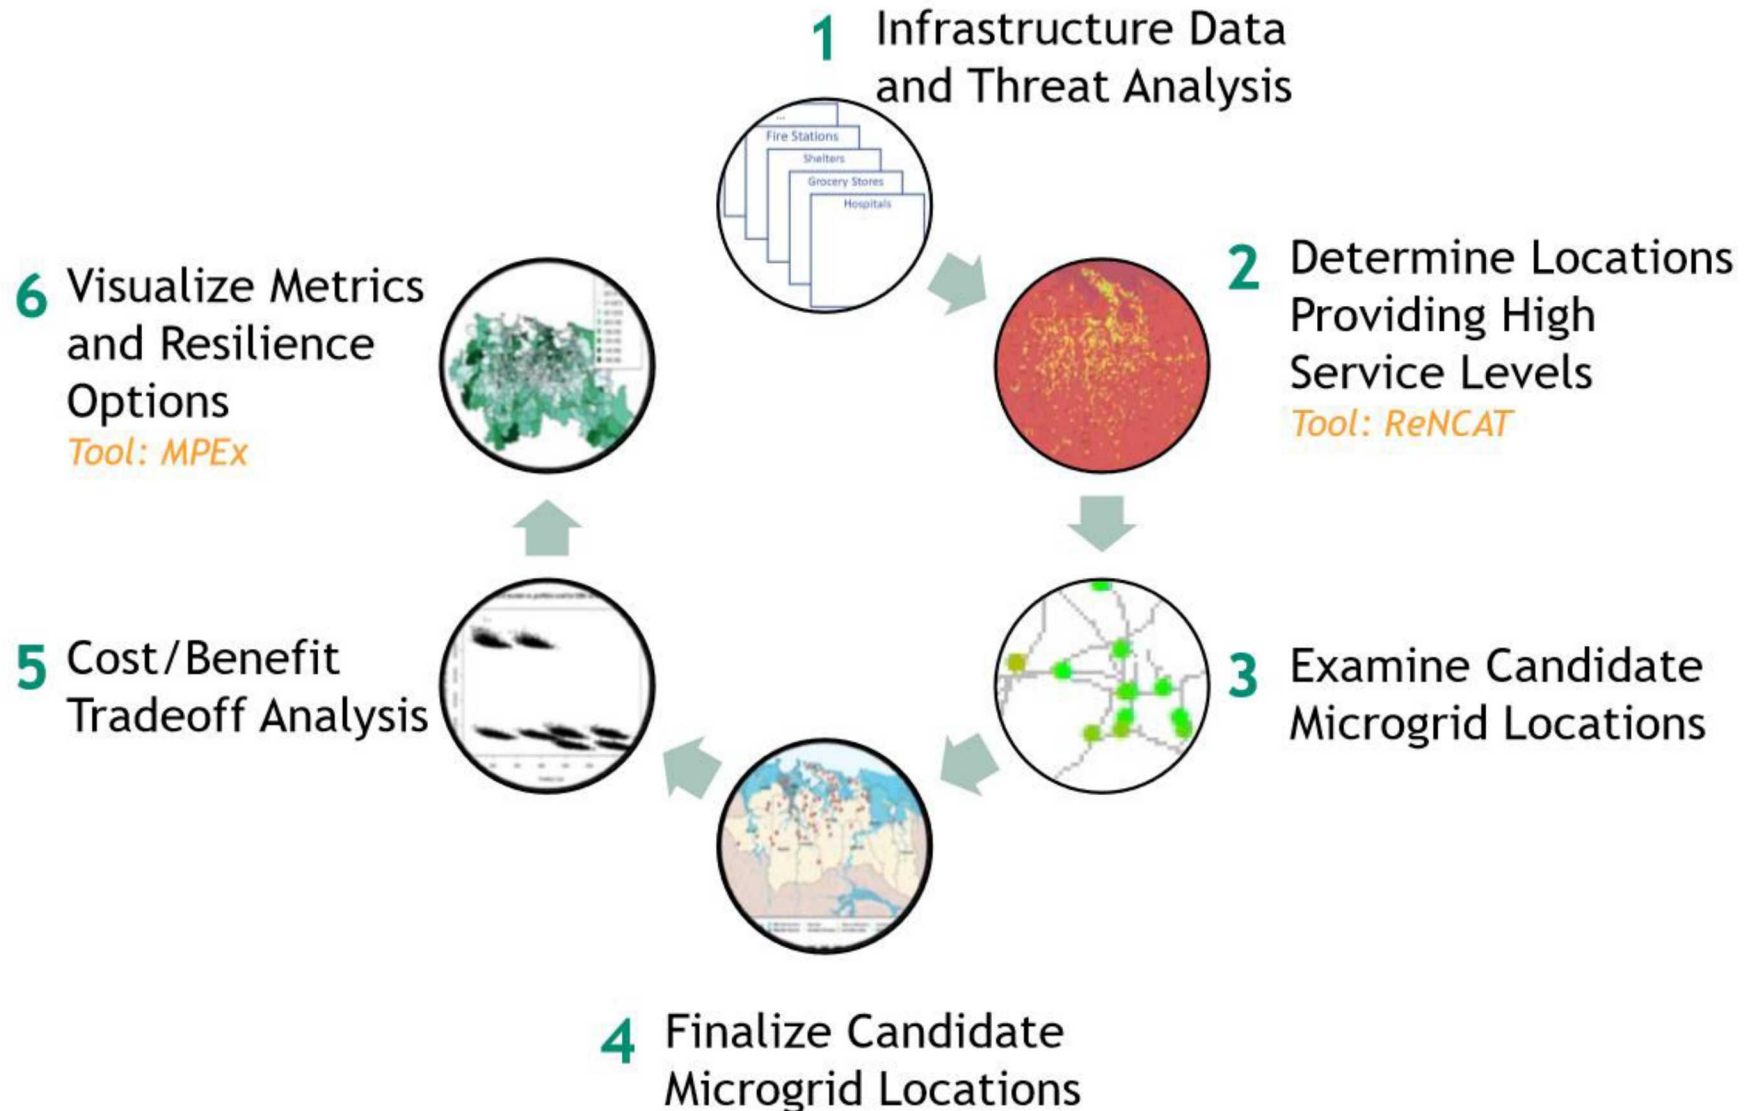 1
Infrastructure Data
and Threat Analysis
...
Fire Stations
Shelters
Grocery Stores
Hospitals
2
Determine Locations
Providing High
Service Levels
Tool: ReNCAT
3
Examine Candidate
Microgrid Locations
4
Finalize Candidate
Microgrid Locations
5
Cost/Benefit
Tradeoff Analysis
6
Visualize Metrics
and Resilience
Options
Tool: MPEx